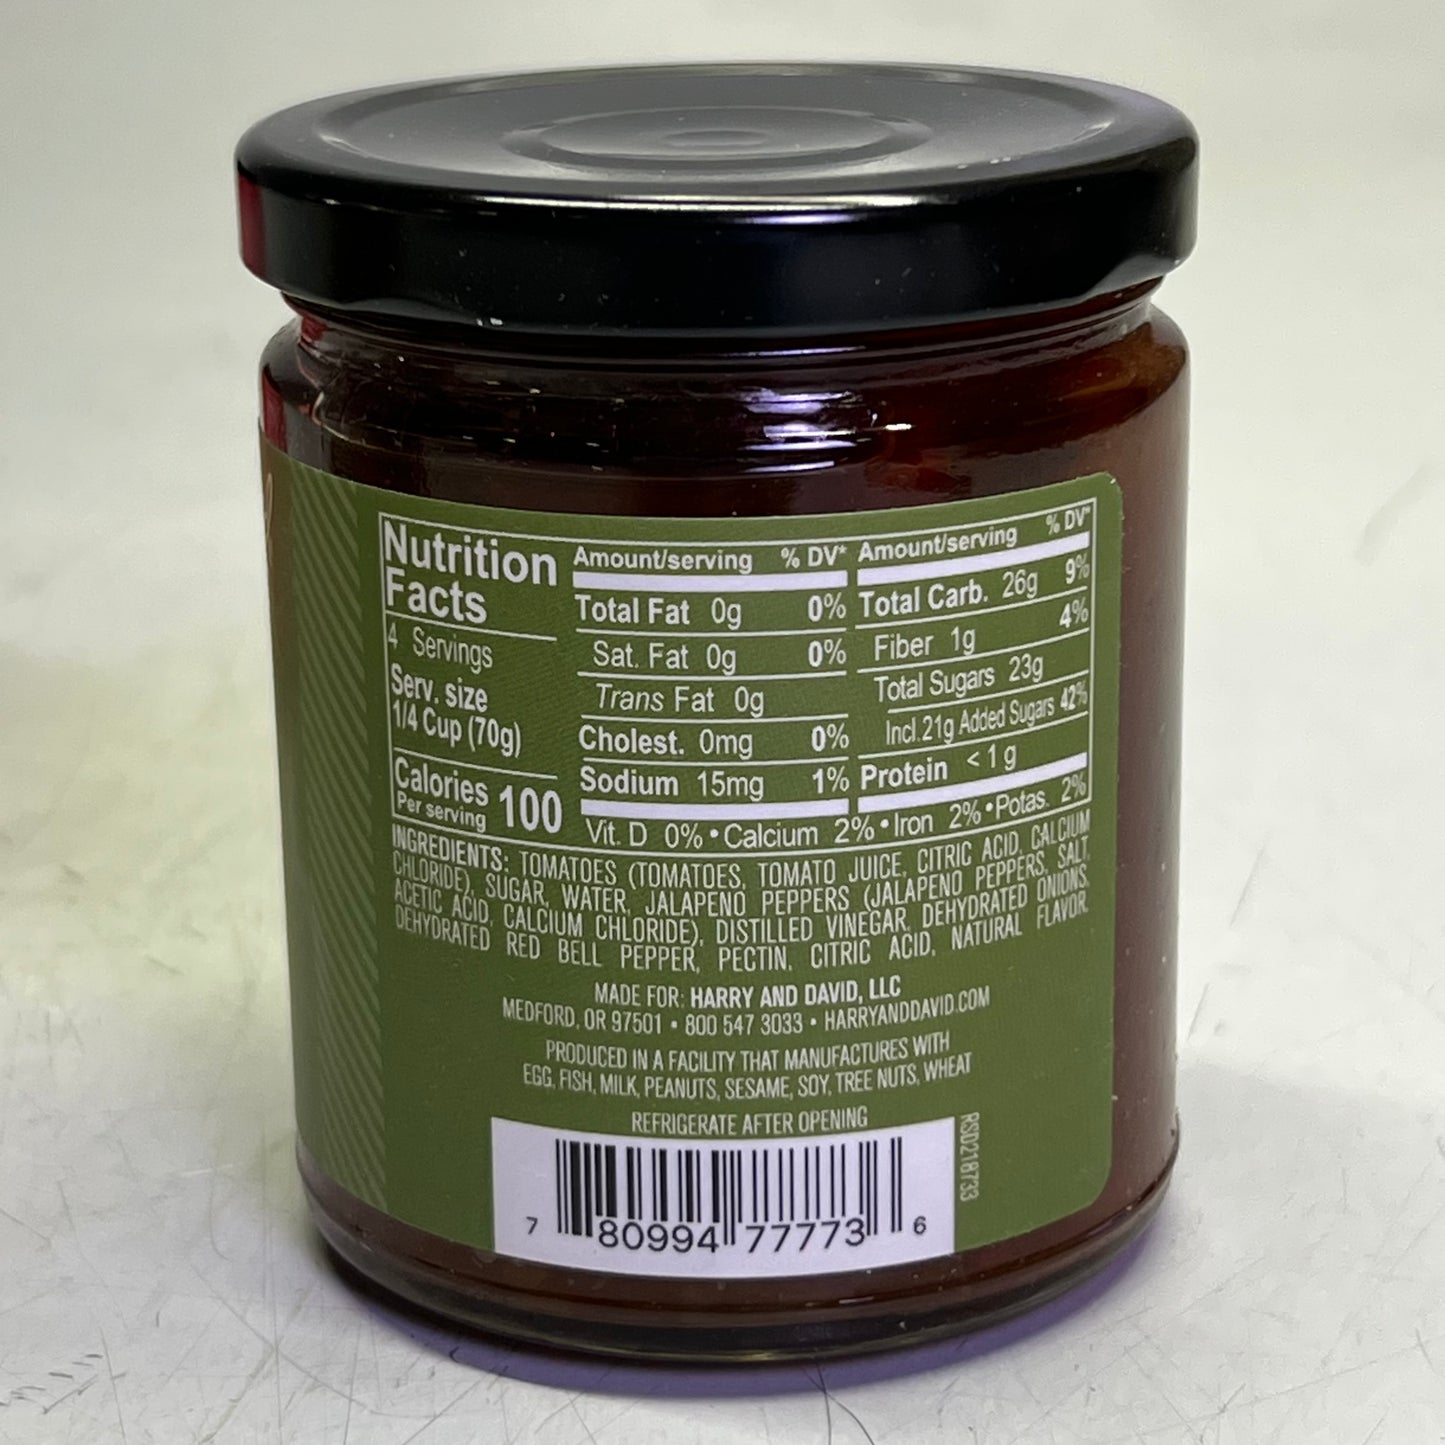 Nutrition
Facts
4 Servings
Serv. size
1/4 Cup (70g)
Calories 100
Per serving
Amount/serving % DV*
Total Fat 0g 0%
Sat. Fat 0g 0%
Trans Fat 0g
Cholest. 0mg 0%
Sodium 15mg 1%
Amount/serving % DV*
Total Carb. 26g 9%
Fiber 1g 4%
Total Sugars 23g
Incl. 21g Added Sugars 42%
Protein < 1 g
Vit. D 0% • Calcium 2% • Iron 2% • Potas. 2%
INGREDIENTS: TOMATOES (TOMATOES, TOMATO JUICE, CITRIC ACID, CALCIUM
CHLORIDE), SUGAR, WATER, JALAPENO PEPPERS (JALAPENO PEPPERS, SALT,
ACETIC ACID, CALCIUM CHLORIDE), DISTILLED VINEGAR, DEHYDRATED ONIONS,
DEHYDRATED RED BELL PEPPER, PECTIN, CITRIC ACID, NATURAL FLAVOR.
MADE FOR: HARRY AND DAVID, LLC
MEDFORD, OR 97501 • 800 547 3033 • HARRYANDDAVID.COM
PRODUCED IN A FACILITY THAT MANUFACTURES WITH
EGG, FISH, MILK, PEANUTS, SESAME, SOY, TREE NUTS, WHEAT
REFRIGERATE AFTER OPENING
RSD218733
7 80994 77773 6